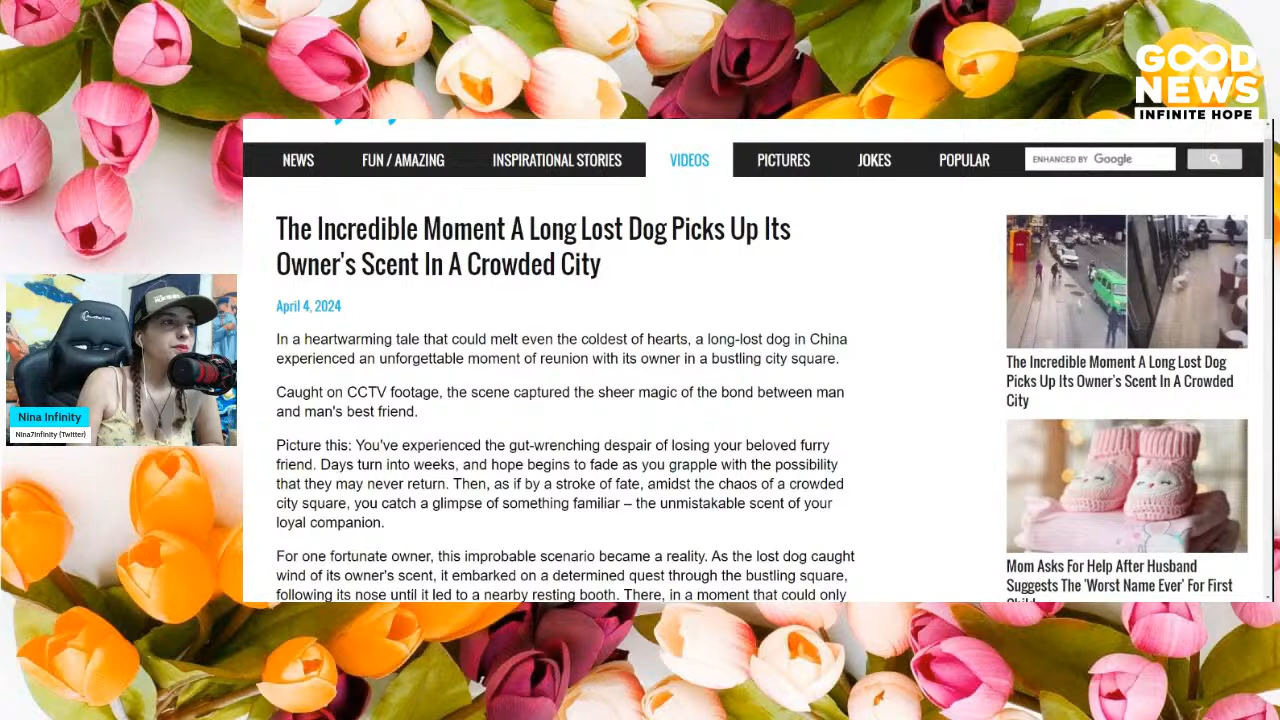 GOOD
NEWS
INFINITE HOPE
NEWS
FUN / AMAZING
INSPIRATIONAL STORIES
VIDEOS
PICTURES
JOKES
POPULAR
ENHANCED BY Google
The Incredible Moment A Long Lost Dog Picks Up Its
Owner's Scent In A Crowded City
April 4, 2024
In a heartwarming tale that could melt even the coldest of hearts, a long-lost dog in China
experienced an unforgettable moment of reunion with its owner in a bustling city square.
Caught on CCTV footage, the scene captured the sheer magic of the bond between man
and man's best friend.
Picture this: You've experienced the gut-wrenching despair of losing your beloved furry
friend. Days turn into weeks, and hope begins to fade as you grapple with the possibility
that they may never return. Then, as if by a stroke of fate, amidst the chaos of a crowded
city square, you catch a glimpse of something familiar – the unmistakable scent of your
loyal companion.
For one fortunate owner, this improbable scenario became a reality. As the lost dog caught
wind of its owner's scent, it embarked on a determined quest through the bustling square,
following its nose until it led to a nearby resting booth. There, in a moment that could only
The Incredible Moment A Long Lost Dog
Picks Up Its Owner's Scent In A Crowded
City
Mom Asks For Help After Husband
Suggests The 'Worst Name Ever' For First
Nina Infinity
Nina7Infinity (Twitter)